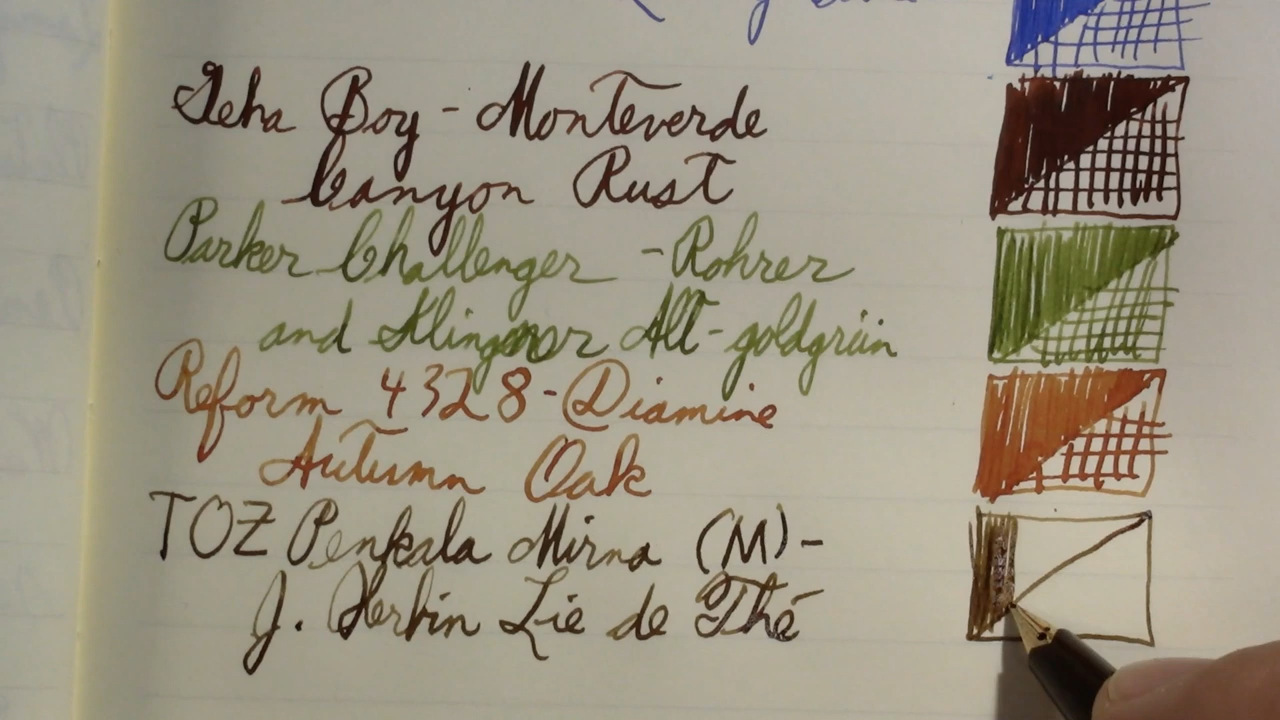 Geha Boy - Monteverde
Canyon Rust
Parker Challenger - Rohrer
and Klingner Alt-goldgrün
Reform 4328 - Diamine
Autumn Oak
TOZ Penkala Mirna (M) -
J. Herbin Lie de Thé